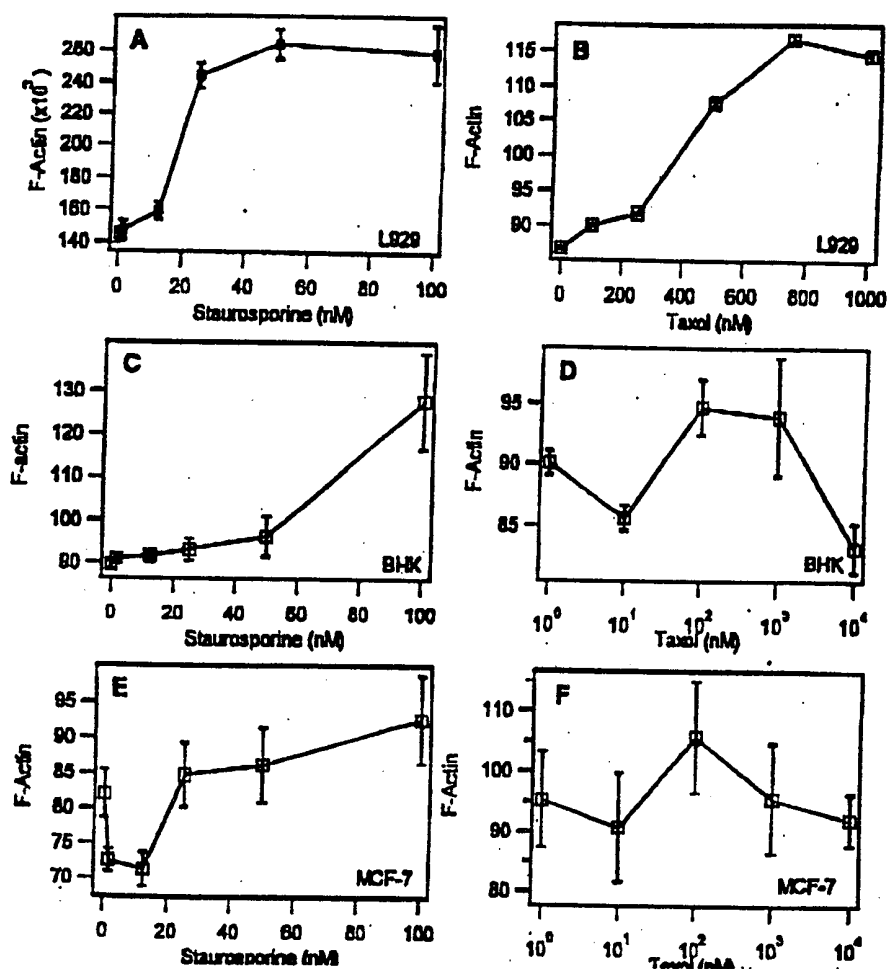 A
F-Actin (x10³)
260
240
220
200
180
160
140
L929
0 20 40 60 80 100
Staurosporine (nM)
B
F-Actin
115
110
105
100
95
90
L929
0 200 400 600 800 1000
Taxol (nM)
C
F-actin
130
120
110
100
90
BHK
0 20 40 60 80 100
Staurosporine (nM)
D
F-Actin
95
90
85
BHK
10⁰ 10¹ 10² 10³ 10⁴
Taxol (nM)
E
F-Actin
95
90
85
80
75
70
MCF-7
0 20 40 60 80 100
Staurosporine (nM)
F
F-Actin
110
100
90
80
MCF-7
10⁰ 10¹ 10² 10³ 10⁴
Taxol (nM)